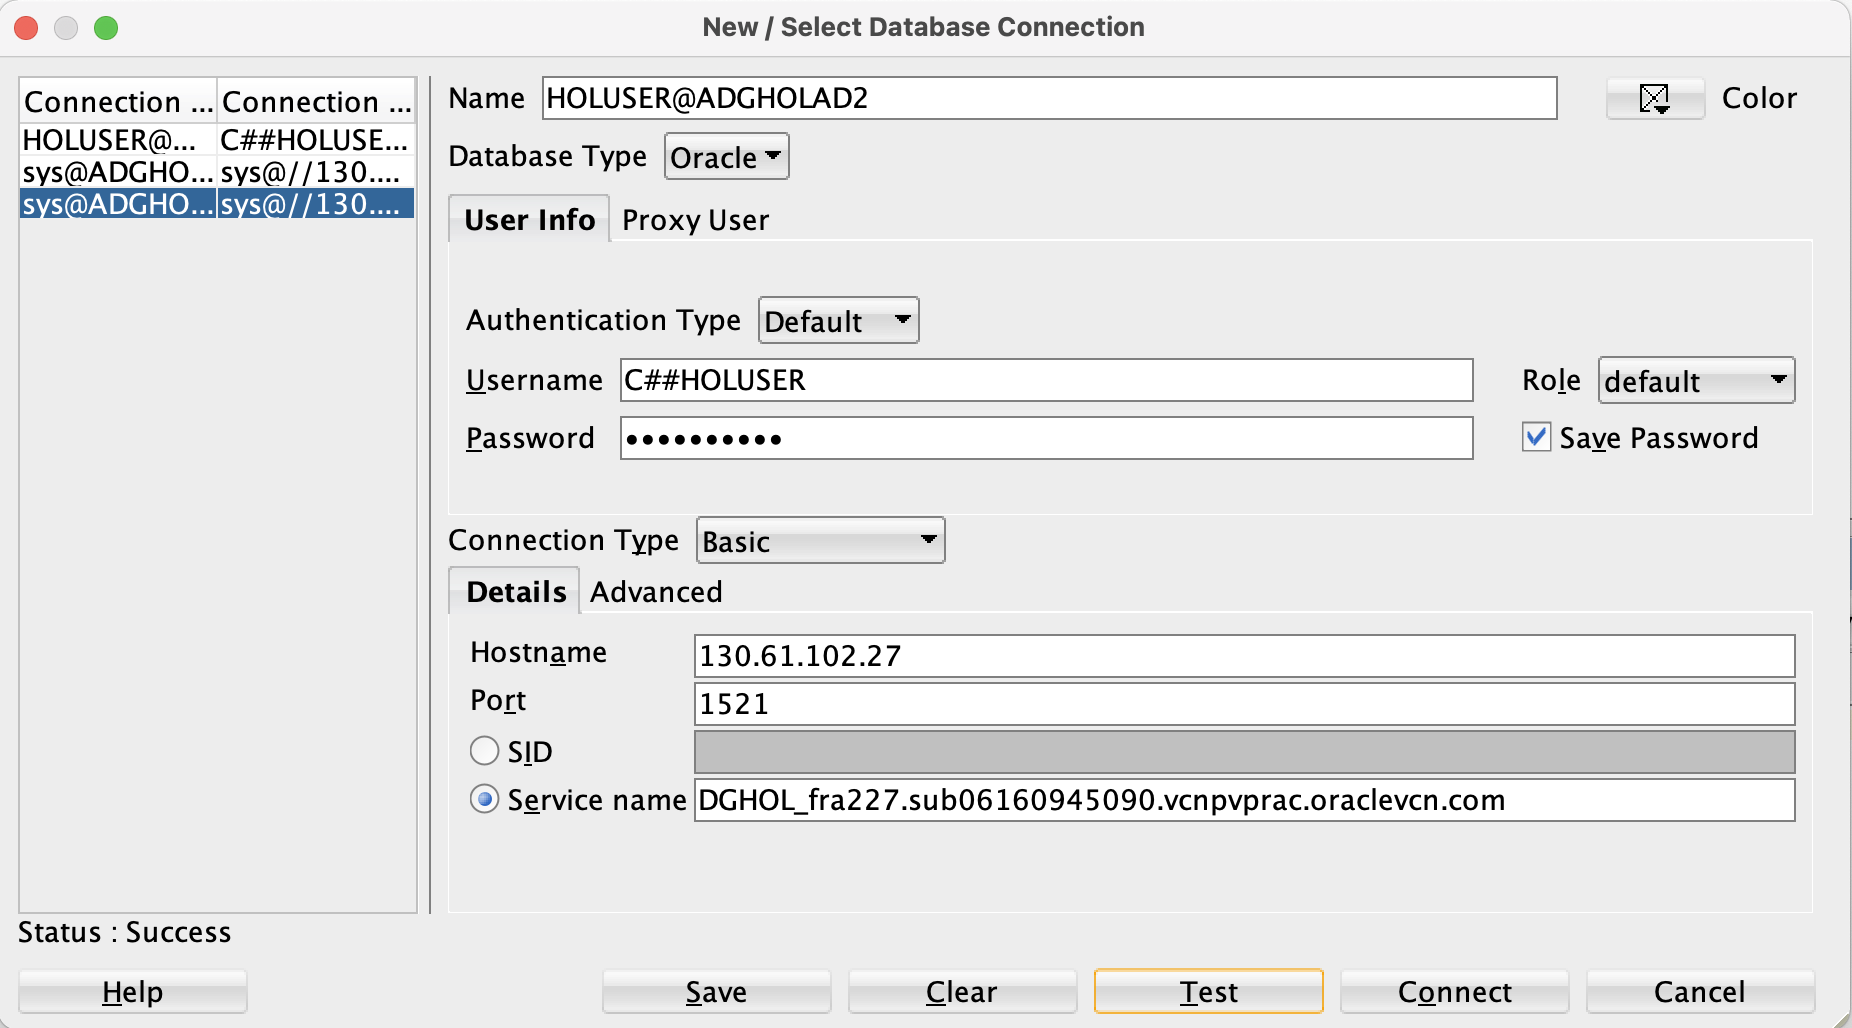 New / Select Database Connection
Connection ... Connection ...
HOLUSER@... C##HOLUSE...
sys@ADGHO... sys@//130....
sys@ADGHO... sys@//130....
Name HOLUSER@ADGHOLAD2 Color
Database Type Oracle
User Info Proxy User
Authentication Type Default
Username C##HOLUSER Role default
Password •••••••••• Save Password
Connection Type Basic
Details Advanced
Hostname 130.61.102.27
Port 1521
SID
Service name DGHOL_fra227.sub06160945090.vcnpvprac.oraclevcn.com
Status : Success
Help Save Clear Test Connect Cancel